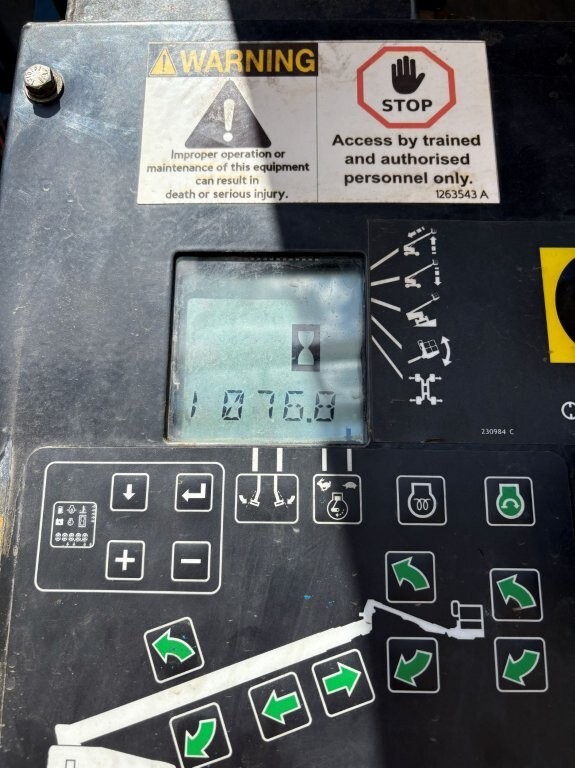 WARNING
Improper operation or
maintenance of this equipment
can result in
death or serious injury.
STOP
Access by trained
and authorised
personnel only.
1263543 A
1076.8
230984 C